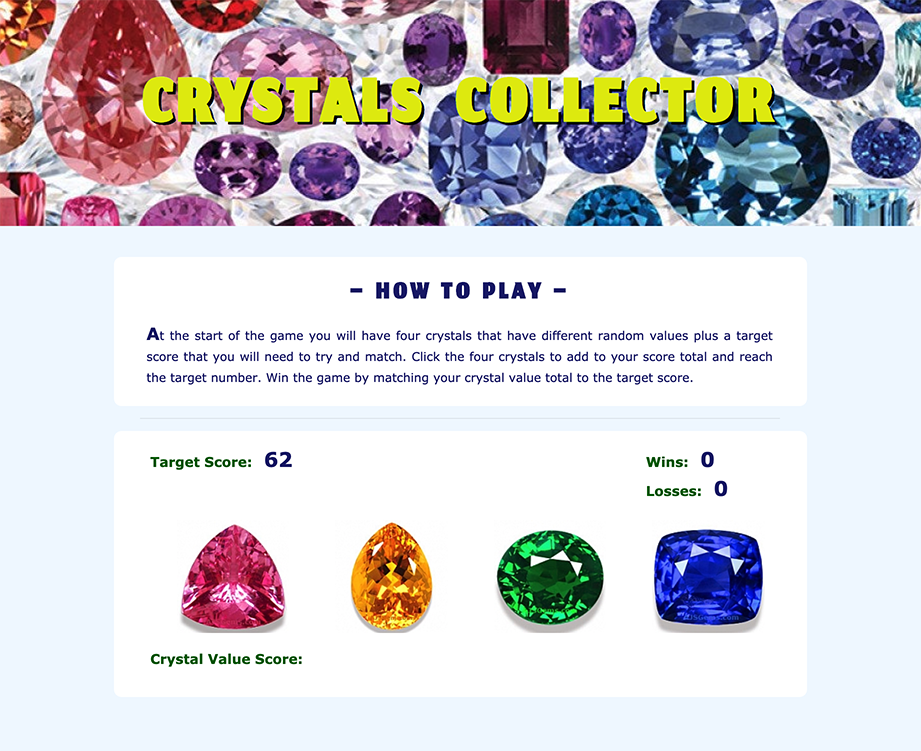 CRYSTALS COLLECTOR
– HOW TO PLAY –
At the start of the game you will have four crystals that have different random values plus a target
score that you will need to try and match. Click the four crystals to add to your score total and reach
the target number. Win the game by matching your crystal value total to the target score.
Target Score: 62
Wins: 0
Losses: 0
Crystal Value Score: